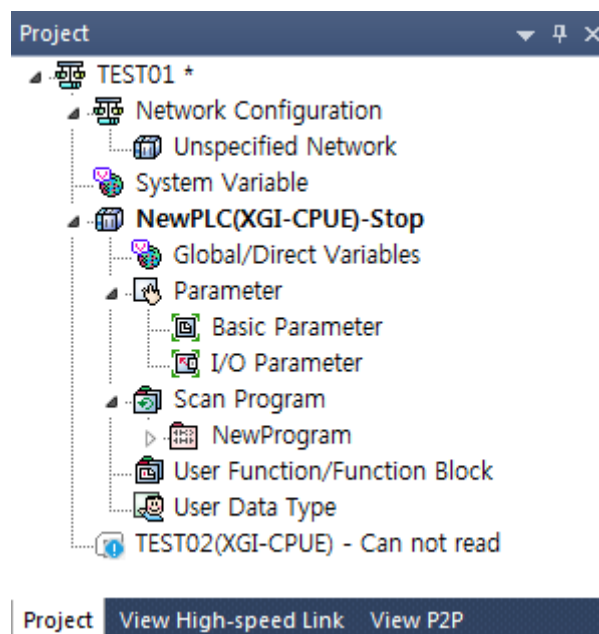 Project
TEST01 *
Network Configuration
Unspecified Network
System Variable
NewPLC(XGI-CPUE)-Stop
Global/Direct Variables
Parameter
Basic Parameter
I/O Parameter
Scan Program
NewProgram
User Function/Function Block
User Data Type
TEST02(XGI-CPUE) - Can not read
Project View High-speed Link View P2P